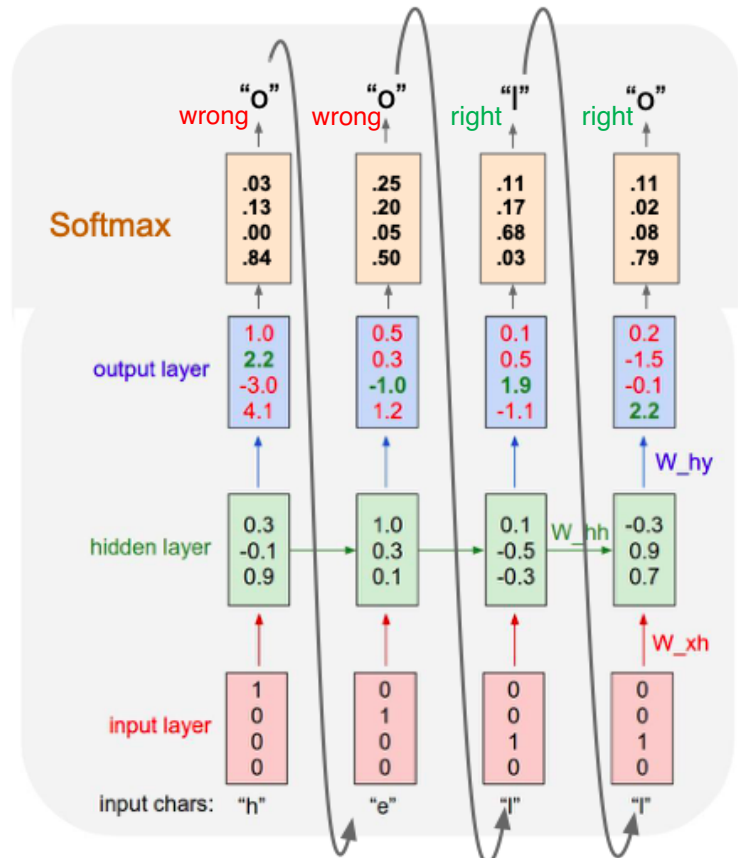 “o” “o” “l” “o”
wrong wrong right right
Softmax
.03 .25 .11 .11
.13 .20 .17 .02
.00 .05 .68 .08
.84 .50 .03 .79
output layer
1.0 0.5 0.1 0.2
2.2 0.3 0.5 -1.5
-3.0 -1.0 1.9 -0.1
4.1 1.2 -1.1 2.2
W_hy
hidden layer
0.3 1.0 0.1 -0.3
-0.1 0.3 -0.5 0.9
0.9 0.1 -0.3 0.7
W_hh
W_xh
input layer
1 0 0 0
0 1 0 0
0 0 1 1
0 0 0 0
input chars: “h” “e” “l” “l”